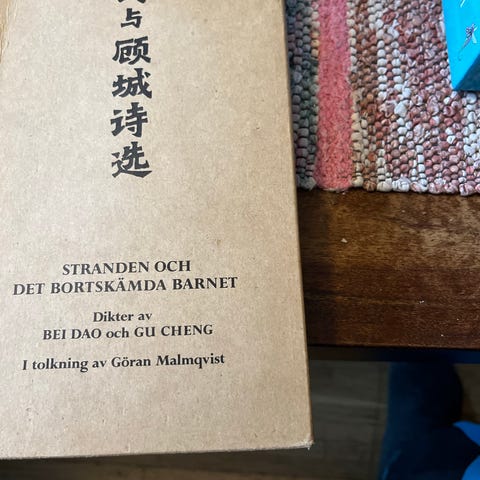 与
顾
城
诗
选
STRANDEN OCH
DET BORTSKÄMDA BARNET
Dikter av
BEI DAO och GU CHENG
I tolkning av Göran Malmqvist